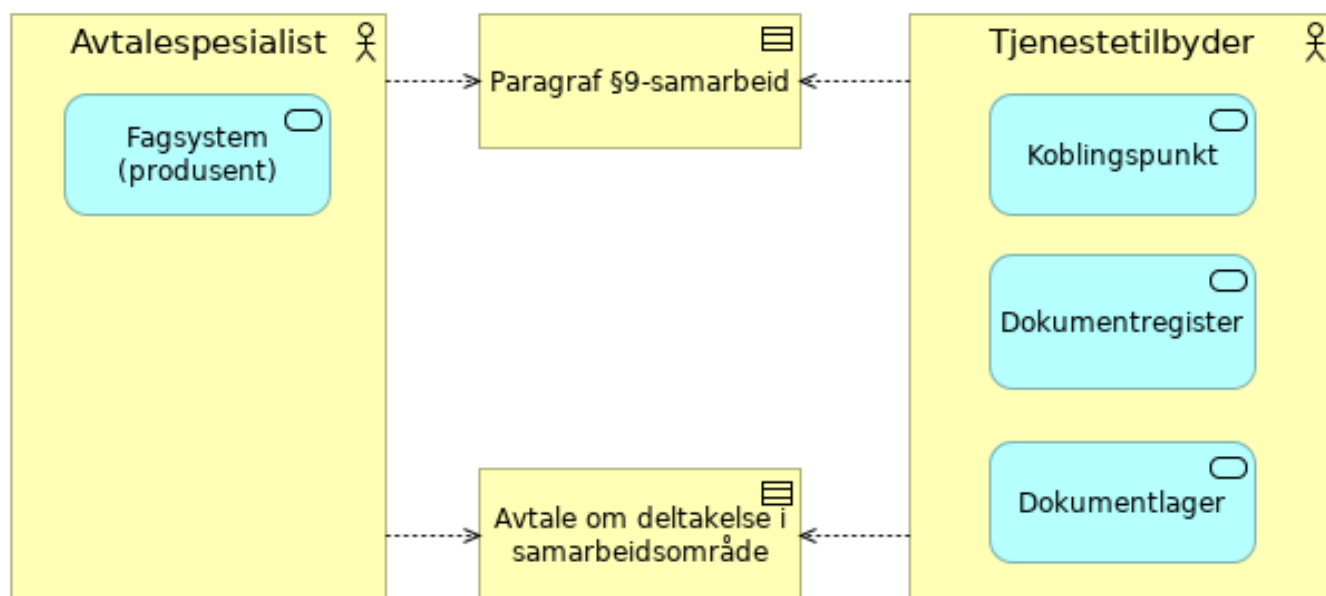 Avtalespesialist
Fagsystem
(produsent)
Paragraf §9-samarbeid
Avtale om deltakelse i
samarbeidsområde
Tjenestetilbyder
Koblingspunkt
Dokumentregister
Dokumentlager